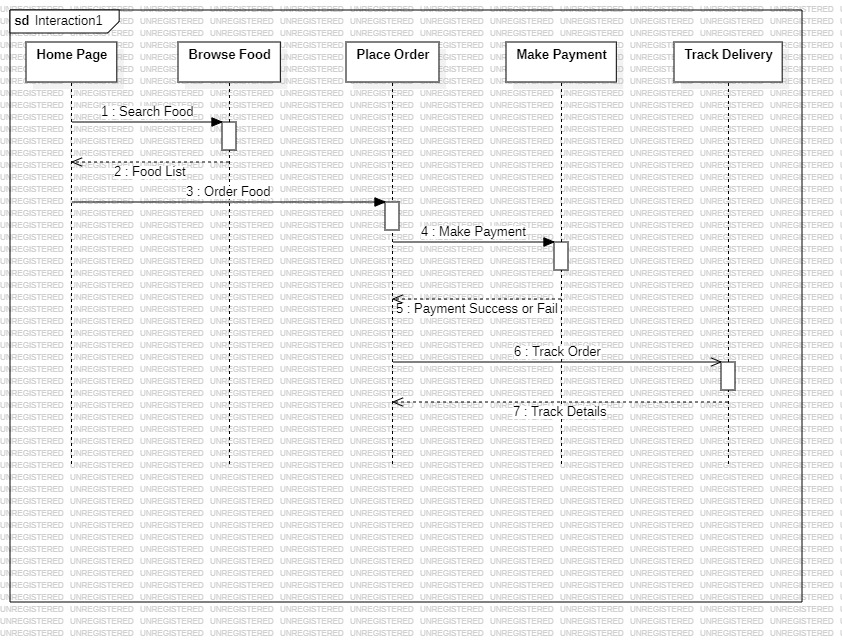 sd Interaction1
Home Page
Browse Food
Place Order
Make Payment
Track Delivery
1 : Search Food
2 : Food List
3 : Order Food
4 : Make Payment
5 : Payment Success or Fail
6 : Track Order
7 : Track Details
UNREGISTERED